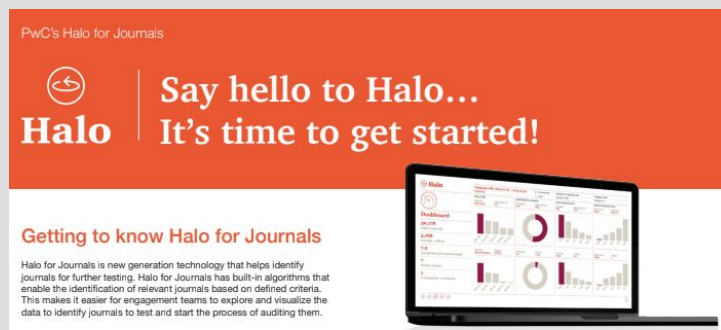 PwC's Halo for Journals
Halo
Say hello to Halo…
It's time to get started!
Halo
Dashboard
Getting to know Halo for Journals
Halo for Journals is new generation technology that helps identify
journals for further testing. Halo for Journals has built-in algorithms that
enable the identification of relevant journals based on defined criteria.
This makes it easier for engagement teams to explore and visualize the
data to identify journals to test and start the process of auditing them.